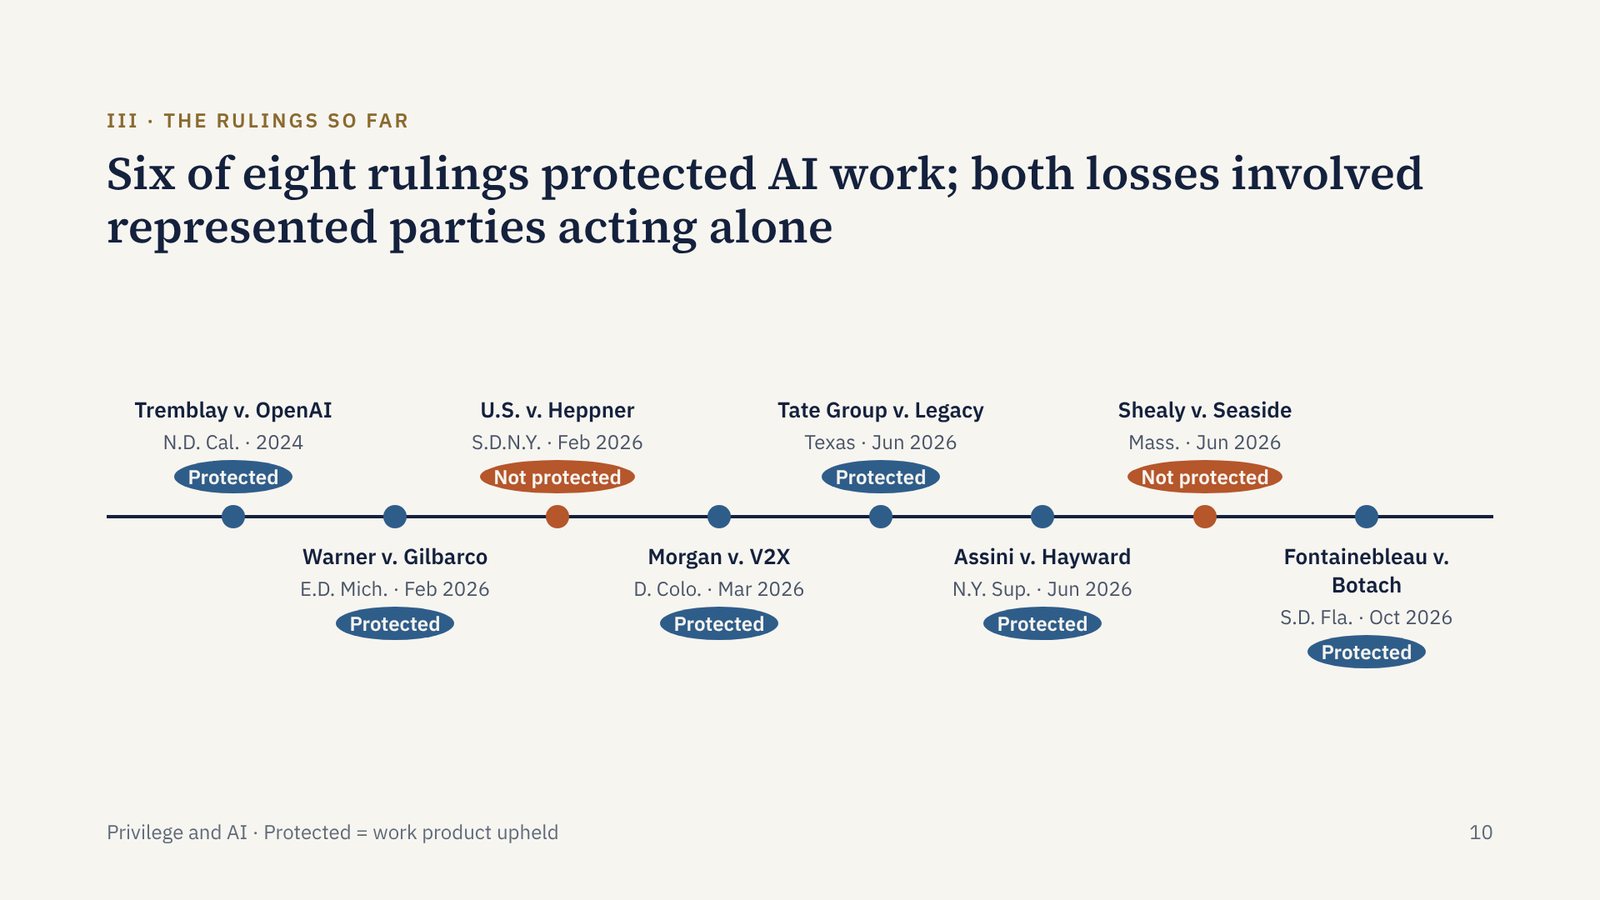 III · THE RULINGS SO FAR
Six of eight rulings protected AI work; both losses involved
represented parties acting alone
Tremblay v. OpenAI
N.D. Cal. · 2024
Protected
U.S. v. Heppner
S.D.N.Y. · Feb 2026
Not protected
Tate Group v. Legacy
Texas · Jun 2026
Protected
Shealy v. Seaside
Mass. · Jun 2026
Not protected
Warner v. Gilbarco
E.D. Mich. · Feb 2026
Protected
Morgan v. V2X
D. Colo. · Mar 2026
Protected
Assini v. Hayward
N.Y. Sup. · Jun 2026
Protected
Fontainebleau v.
Botach
S.D. Fla. · Oct 2026
Protected
Privilege and AI · Protected = work product upheld
10